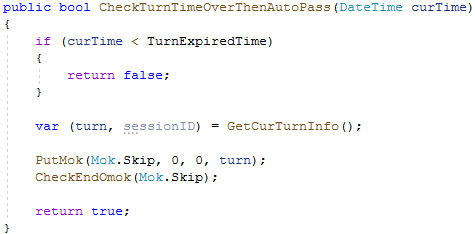 public bool CheckTurnTimeOverThenAutoPass(DateTime curTime)
{
if (curTime < TurnExpiredTime)
{
return false;
}
var (turn, sessionID) = GetCurTurnInfo();
PutMok(Mok.Skip, 0, 0, turn);
CheckEndOmok(Mok.Skip);
return true;
}